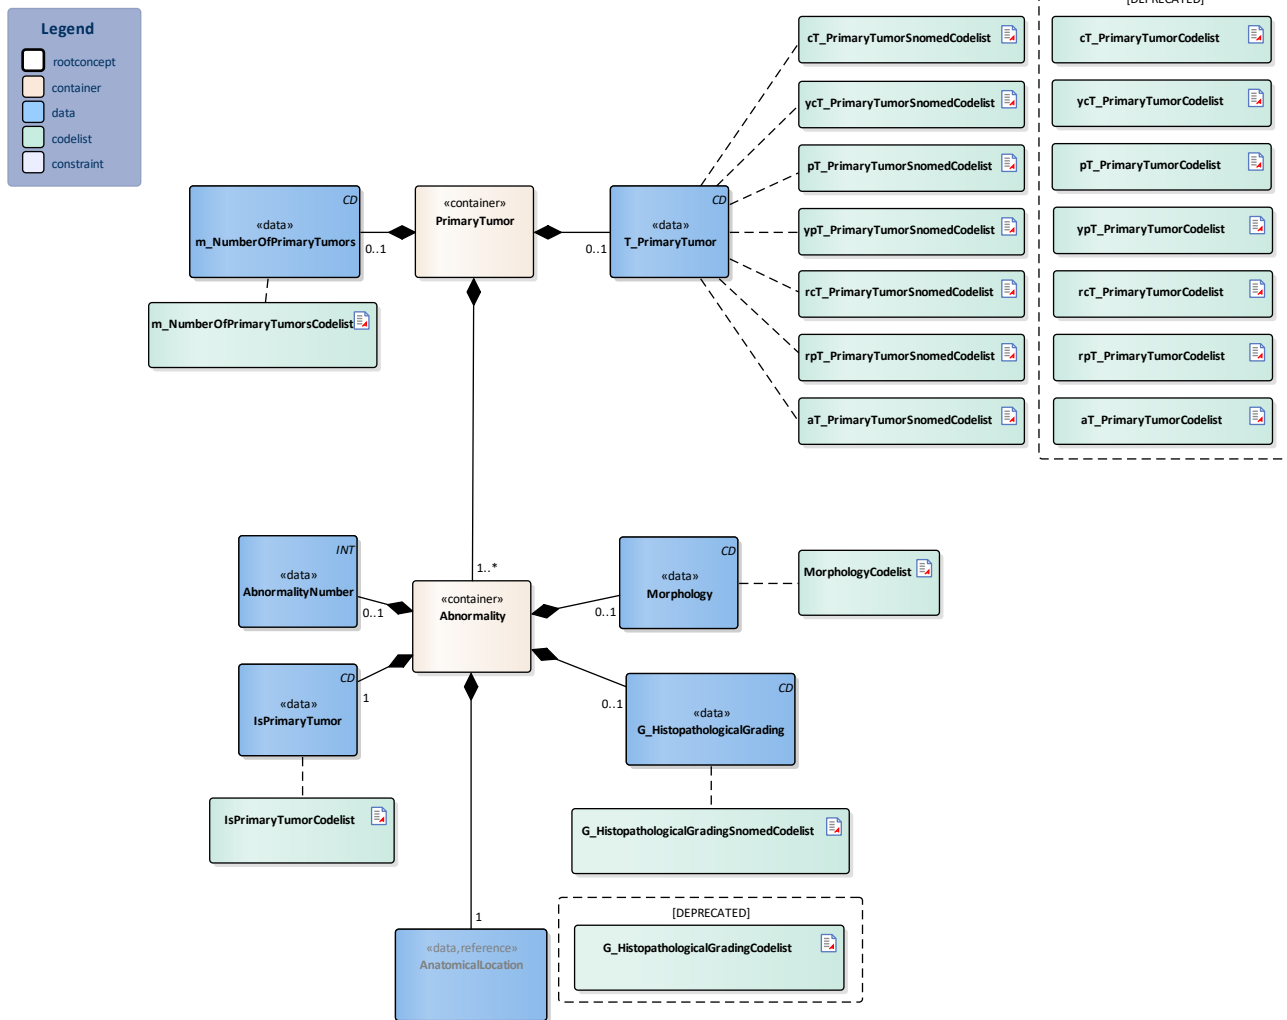 [DEPRECATED]
Legend
rootconcept
container
data
codelist
constraint
cT_PrimaryTumorSnomedCodelist
cT_PrimaryTumorCodelist
ycT_PrimaryTumorSnomedCodelist
ycT_PrimaryTumorCodelist
pT_PrimaryTumorSnomedCodelist
pT_PrimaryTumorCodelist
CD
«data»
m_NumberOfPrimaryTumors
0..1
«container»
PrimaryTumor
CD
«data»
T_PrimaryTumor
0..1
ypT_PrimaryTumorSnomedCodelist
ypT_PrimaryTumorCodelist
rcT_PrimaryTumorSnomedCodelist
rcT_PrimaryTumorCodelist
m_NumberOfPrimaryTumorsCodelist
rpT_PrimaryTumorSnomedCodelist
rpT_PrimaryTumorCodelist
aT_PrimaryTumorSnomedCodelist
aT_PrimaryTumorCodelist
INT
«data»
AbnormalityNumber
0..1
1..*
«container»
Abnormality
CD
«data»
Morphology
0..1
MorphologyCodelist
CD
«data»
IsPrimaryTumor
1
CD
«data»
G_HistopathologicalGrading
0..1
IsPrimaryTumorCodelist
G_HistopathologicalGradingSnomedCodelist
1
«data,reference»
AnatomicalLocation
[DEPRECATED]
G_HistopathologicalGradingCodelist